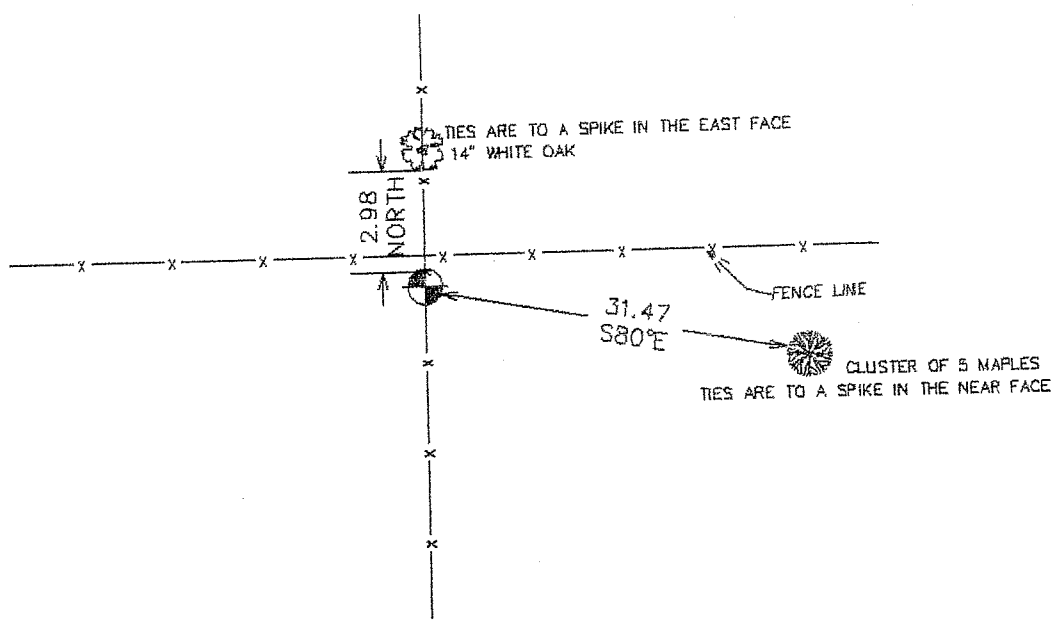 TIES ARE TO A SPIKE IN THE EAST FACE
14" WHITE OAK
2.98
NORTH
FENCE LINE
31.47
S80°E
CLUSTER OF 5 MAPLES
TIES ARE TO A SPIKE IN THE NEAR FACE